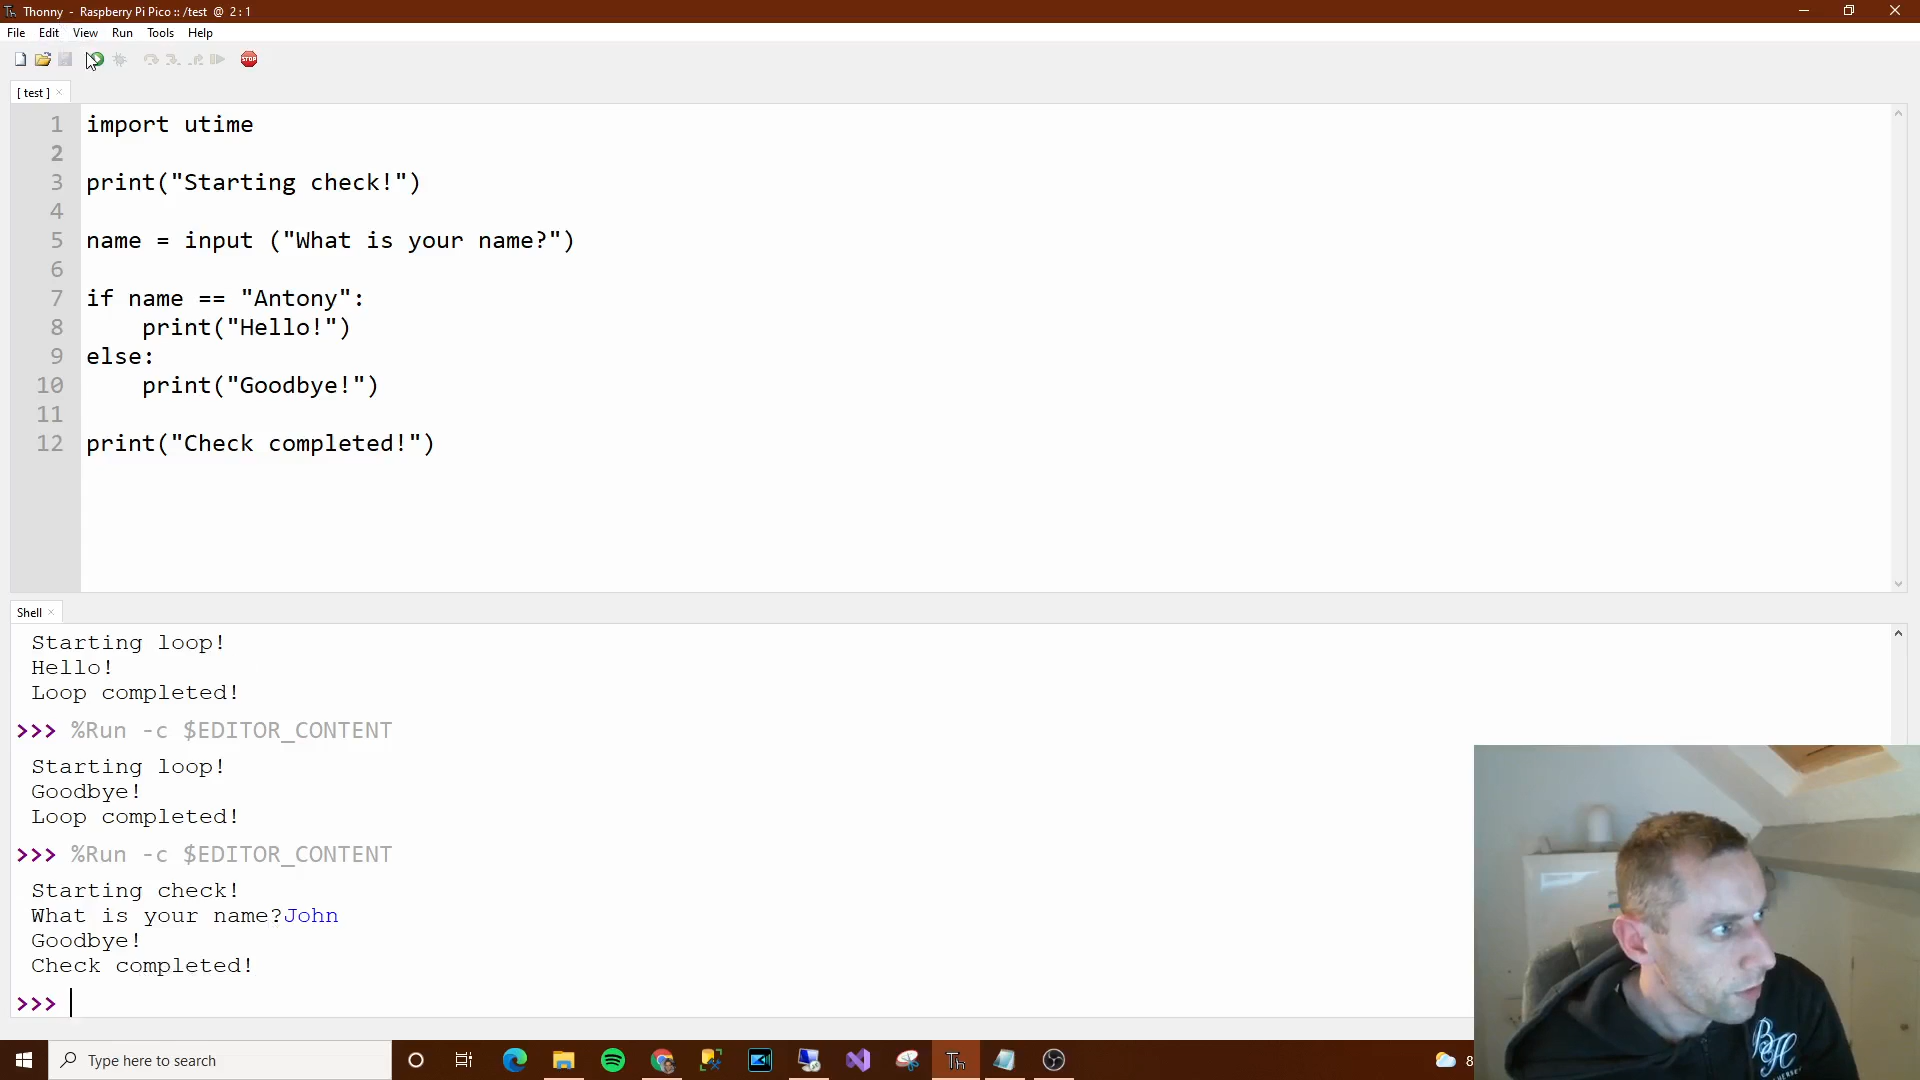 Thonny - Raspberry Pi Pico :: /test @ 2 : 1
File Edit View Run Tools Help
STOP
[ test ] ×
1 import utime
2
3 print("Starting check!")
4
5 name = input ("What is your name?")
6
7 if name == "Antony":
8 print("Hello!")
9 else:
10 print("Goodbye!")
11
12 print("Check completed!")
Shell ×
Starting loop!
Hello!
Loop completed!
>>> %Run -c $EDITOR_CONTENT
Starting loop!
Goodbye!
Loop completed!
>>> %Run -c $EDITOR_CONTENT
Starting check!
What is your name?John
Goodbye!
Check completed!
>>>
Type here to search
Th
8